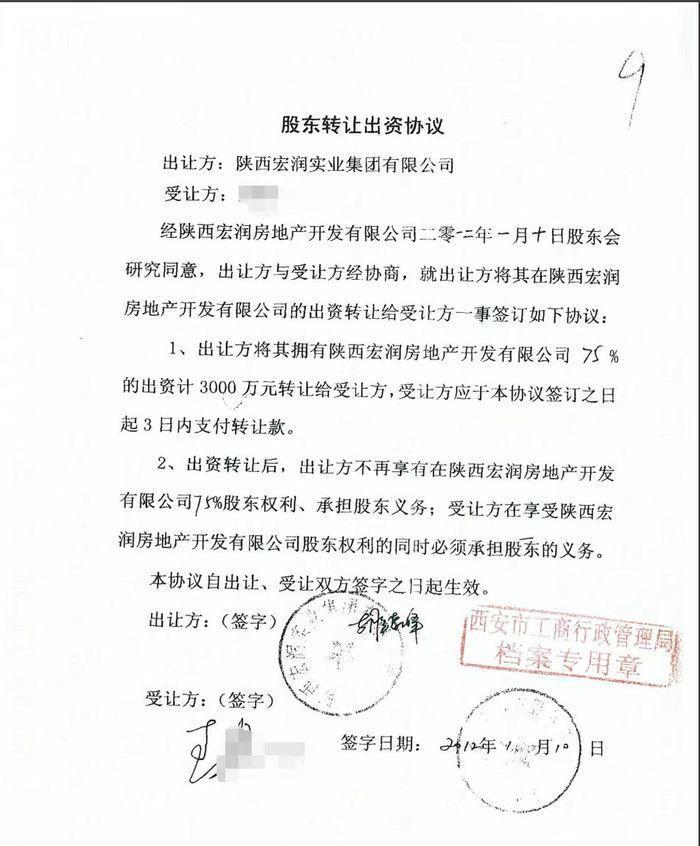 9
股东转让出资协议
出让方：陕西宏润实业集团有限公司
受让方：
经陕西宏润房地产开发有限公司二零一二年一月十日股东会
研究同意，出让方与受让方经协商，就出让方将其在陕西宏润
房地产开发有限公司的出资转让给受让方一事签订如下协议：
1、出让方将其拥有陕西宏润房地产开发有限公司 75%
的出资计 3000 万元转让给受让方，受让方应于本协议签订之日
起 3 日内支付转让款。
2、出资转让后，出让方不再享有在陕西宏润房地产开发
有限公司75%股东权利、承担股东义务；受让方在享受陕西宏
润房地产开发有限公司股东权利的同时必须承担股东的义务。
本协议自出让、受让双方签字之日起生效。
出让方：（签字）
西安市工商行政管理局
档案专用章
受让方：（签字）
王
签字日期： 2012年 1 月 10 日